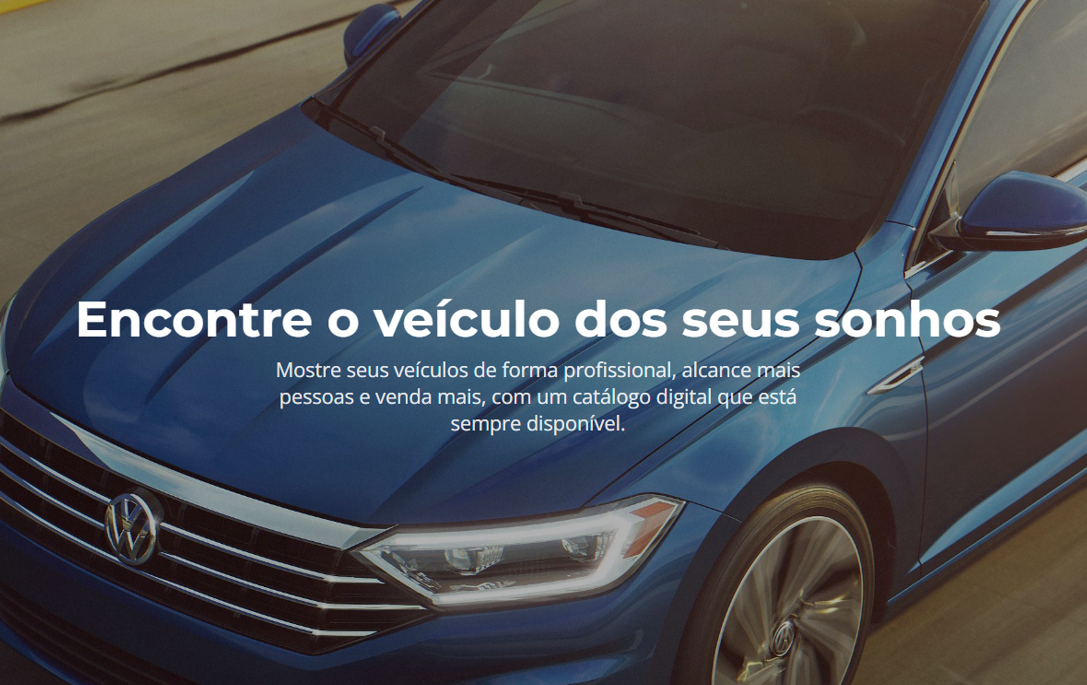 Encontre o veículo dos seus sonhos
Mostre seus veículos de forma profissional, alcance mais
pessoas e venda mais, com um catálogo digital que está
sempre disponível.